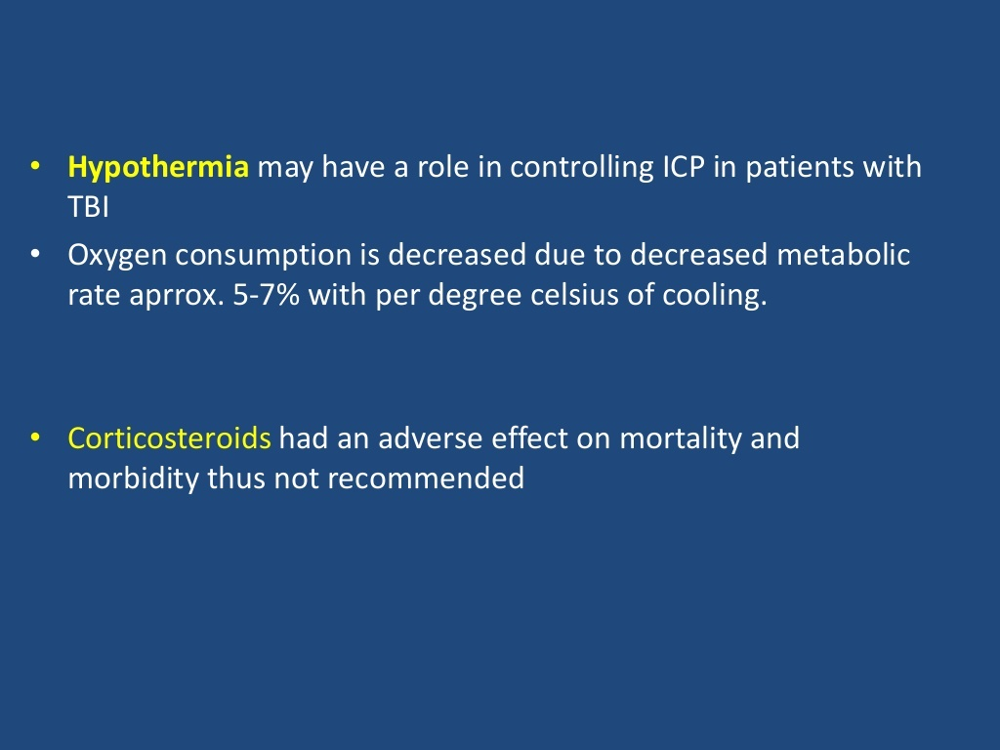 • Hypothermia may have a role in controlling ICP in patients with
TBI
• Oxygen consumption is decreased due to decreased metabolic
rate aprrox. 5-7% with per degree celsius of cooling.
• Corticosteroids had an adverse effect on mortality and
morbidity thus not recommended